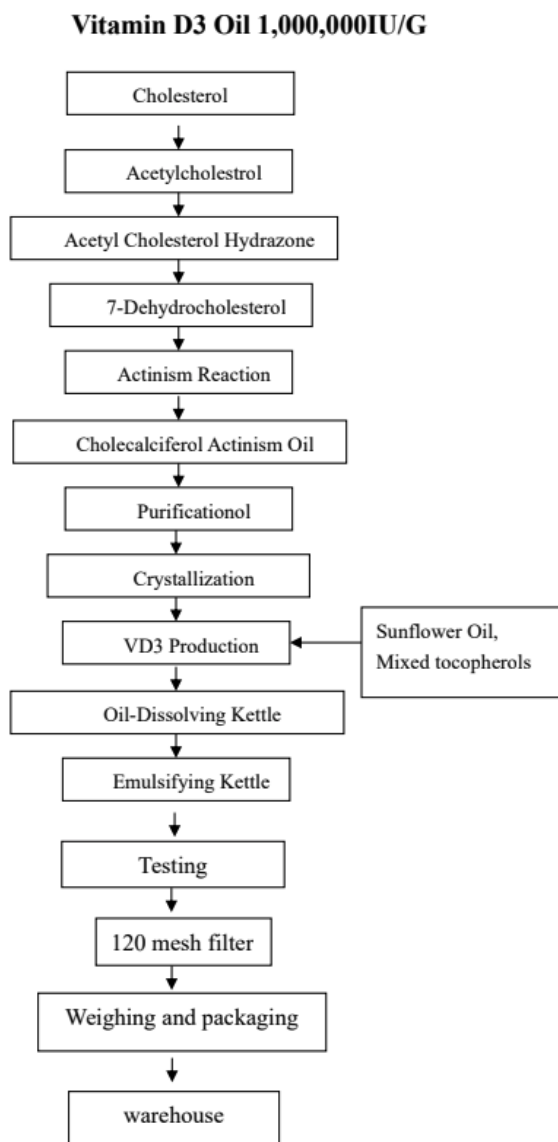 Vitamin D3 Oil 1,000,000IU/G
Cholesterol
Acetylcholestrol
Acetyl Cholesterol Hydrazone
7-Dehydrocholesterol
Actinism Reaction
Cholecalciferol Actinism Oil
Purificationol
Crystallization
VD3 Production
Sunflower Oil,
Mixed tocopherols
Oil-Dissolving Kettle
Emulsifying Kettle
Testing
120 mesh filter
Weighing and packaging
warehouse